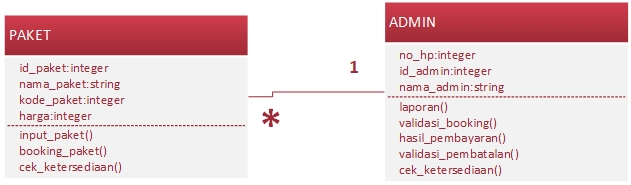 PAKET
id_paket:integer
nama_paket:string
kode_paket:integer
harga:integer
input_paket()
booking_paket()
cek_ketersediaan()
*
1
ADMIN
no_hp:integer
id_admin:integer
nama_admin:string
laporan()
validasi_booking()
hasil_pembayaran()
validasi_pembatalan()
cek_ketersediaan()